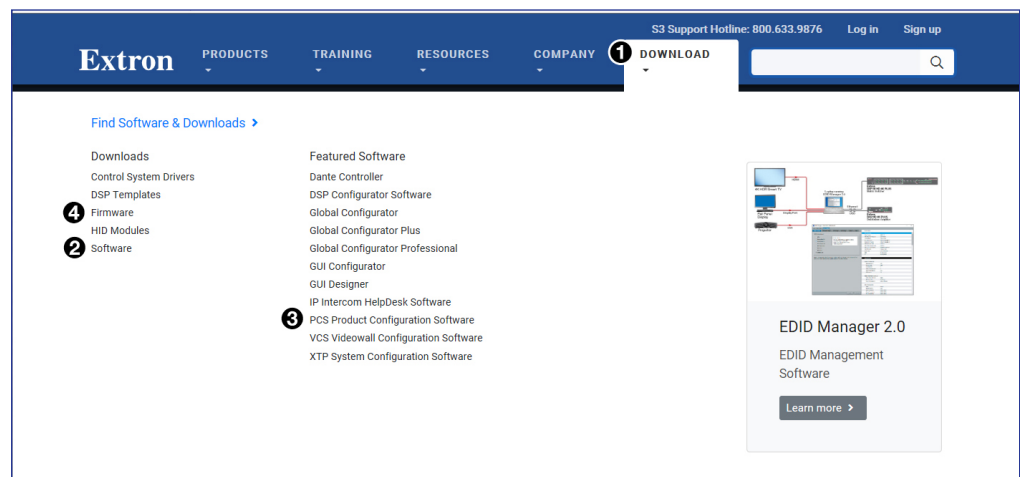 S3 Support Hotline: 800.633.9876 Log in Sign up
Extron PRODUCTS TRAINING RESOURCES COMPANY 1 DOWNLOAD
Find Software & Downloads >
Downloads
Control System Drivers
DSP Templates
4 Firmware
HID Modules
2 Software
Featured Software
Dante Controller
DSP Configurator Software
Global Configurator
Global Configurator Plus
Global Configurator Professional
GUI Configurator
GUI Designer
IP Intercom HelpDesk Software
3 PCS Product Configuration Software
VCS Videowall Configuration Software
XTP System Configuration Software
EDID Manager 2.0
EDID Management
Software
Learn more >